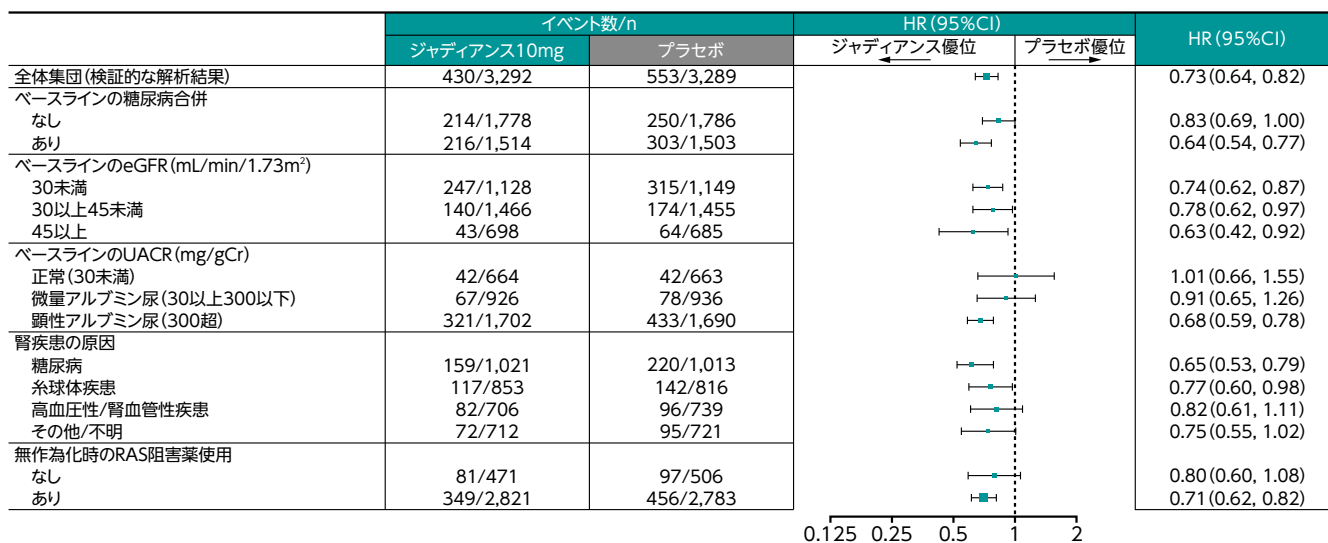 イベント数/n HR(95%CI) HR(95%CI)
ジャディアンス10mg プラセボ ジャディアンス優位 プラセボ優位
全体集団(検証的な解析結果) 430/3,292 553/3,289 0.73(0.64, 0.82)
ベースラインの糖尿病合併
なし 214/1,778 250/1,786 0.83(0.69, 1.00)
あり 216/1,514 303/1,503 0.64(0.54, 0.77)
ベースラインのeGFR(mL/min/1.73m²)
30未満 247/1,128 315/1,149 0.74(0.62, 0.87)
30以上45未満 140/1,466 174/1,455 0.78(0.62, 0.97)
45以上 43/698 64/685 0.63(0.42, 0.92)
ベースラインのUACR(mg/gCr)
正常(30未満) 42/664 42/663 1.01(0.66, 1.55)
微量アルブミン尿(30以上300以下) 67/926 78/936 0.91(0.65, 1.26)
顕性アルブミン尿(300超) 321/1,702 433/1,690 0.68(0.59, 0.78)
腎疾患の原因
糖尿病 159/1,021 220/1,013 0.65(0.53, 0.79)
糸球体疾患 117/853 142/816 0.77(0.60, 0.98)
高血圧性/腎血管性疾患 82/706 96/739 0.82(0.61, 1.11)
その他/不明 72/712 95/721 0.75(0.55, 1.02)
無作為化時のRAS阻害薬使用
なし 81/471 97/506 0.80(0.60, 1.08)
あり 349/2,821 456/2,783 0.71(0.62, 0.82)
0.125 0.25 0.5 1 2